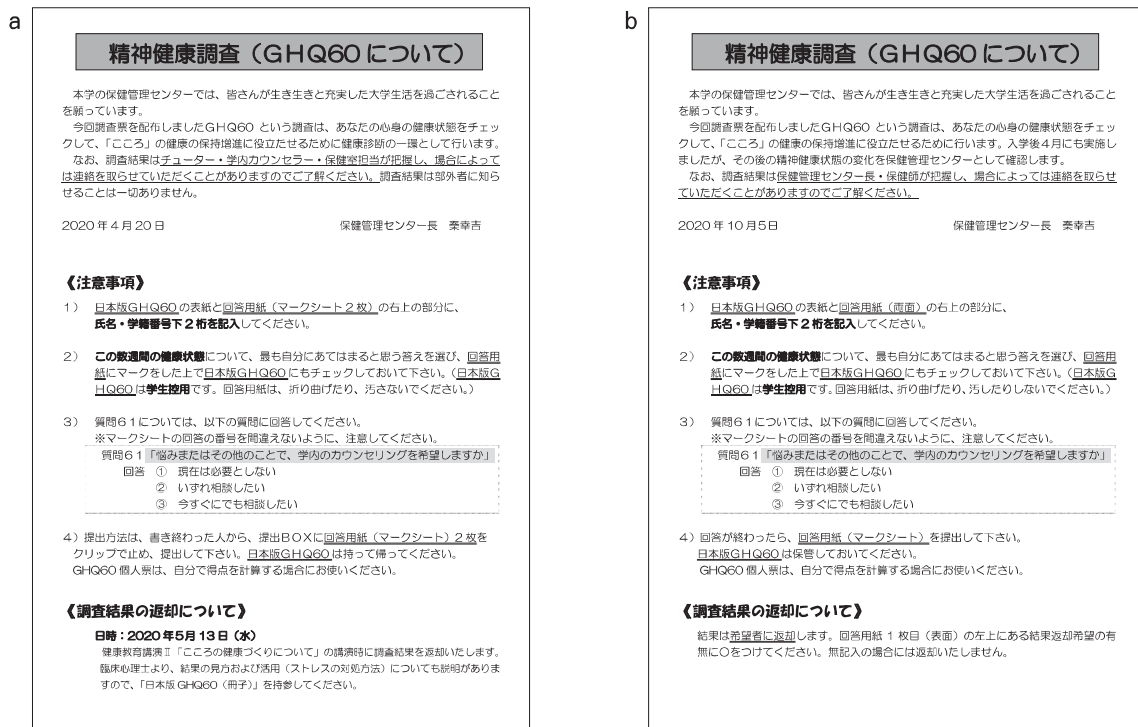 a
精神健康調査（GHQ60 について）
本学の保健管理センターでは、皆さんが生き生きと充実した大学生活を過ごされること
を願っています。
今回調査票を配布しましたGHQ60 という調査は、あなたの心身の健康状態をチェッ
クして、「こころ」の健康の保持増進に役立たせるために健康診断の一環として行います。
なお、調査結果はチューター・学内カウンセラー・保健室担当が把握し、場合によって
は連絡を取らせていただくことがありますのでご了解ください。調査結果は部外者に知ら
せることは一切ありません。
2020 年 4 月 20 日 保健管理センター長 秦幸吉
《注意事項》
1） 日本版GHQ60 の表紙と回答用紙（マークシート 2 枚）の右上の部分に、
氏名・学籍番号下 2 桁を記入してください。
2） この数週間の健康状態について、最も自分にあてはまると思う答えを選び、回答用
紙にマークをした上で日本版GHQ60 にもチェックしておいて下さい。（日本版G
HQ60 は学生控用です。回答用紙は、折り曲げたり、汚さないでください。）
3） 質問６１については、以下の質問に回答してください。
※マークシートの回答の番号を間違えないように、注意してください。
質問６１「悩みまたはその他のことで、学内のカウンセリングを希望しますか」
回答 ① 現在は必要としない
② いずれ相談したい
③ 今すぐにでも相談したい
4）提出方法は、書き終わった人から、提出ＢＯＸに回答用紙（マークシート）2 枚を
クリップで止め、提出して下さい。日本版GHQ60 は持って帰ってください。
GHQ60 個人票は、自分で得点を計算する場合にお使いください。
《調査結果の返却について》
日時：2020 年 5 月 13 日（水）
健康教育講演Ⅱ「こころの健康づくりについて」の講演時に調査結果を返却いたします。
臨床心理士より、結果の見方および活用（ストレスの対処方法）についても説明がありま
すので、「日本版 GHQ60（冊子）」を持参してください。
b
精神健康調査（GHQ60 について）
本学の保健管理センターでは、皆さんが生き生きと充実した大学生活を過ごされること
を願っています。
今回調査票を配布しましたGHQ60 という調査は、あなたの心身の健康状態をチェッ
クして、「こころ」の健康の保持増進に役立たせるために行います。入学後４月にも実施し
ましたが、その後の精神健康状態の変化を保健管理センターとして確認します。
なお、調査結果は保健管理センター長・保健師が把握し、場合によっては連絡を取らせ
ていただくことがありますのでご了解ください。
2020 年 10 月 5 日 保健管理センター長 秦幸吉
《注意事項》
1） 日本版GHQ60 の表紙と回答用紙（両面）の右上の部分に、
氏名・学籍番号下 2 桁を記入してください。
2） この数週間の健康状態について、最も自分にあてはまると思う答えを選び、回答用
紙にマークをした上で日本版GHQ60 にもチェックしておいて下さい。（日本版G
HQ60 は学生控用です。回答用紙は、折り曲げたり、汚したりしないでください。）
3） 質問６１については、以下の質問に回答してください。
※マークシートの回答の番号を間違えないように、注意してください。
質問６１「悩みまたはその他のことで、学内のカウンセリングを希望しますか」
回答 ① 現在は必要としない
② いずれ相談したい
③ 今すぐにでも相談したい
4）回答が終わったら、回答用紙（マークシート）を提出して下さい。
日本版GHQ60 は保管しておいてください。
GHQ60 個人票は、自分で得点を計算する場合にお使いください。
《調査結果の返却について》
結果は希望者に返却します。回答用紙 1 枚目（表面）の左上にある結果返却希望の有
無に〇をつけてください。無記入の場合には返却いたしません。